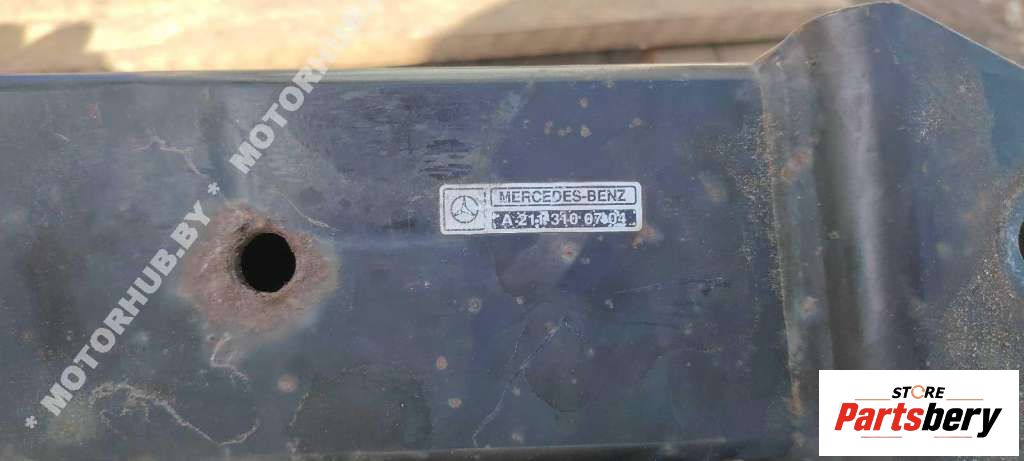 * MOTORHUB.BY * MOTORHUB
MERCEDES-BENZ
A 211 310 07 04
STORE
Partsbery